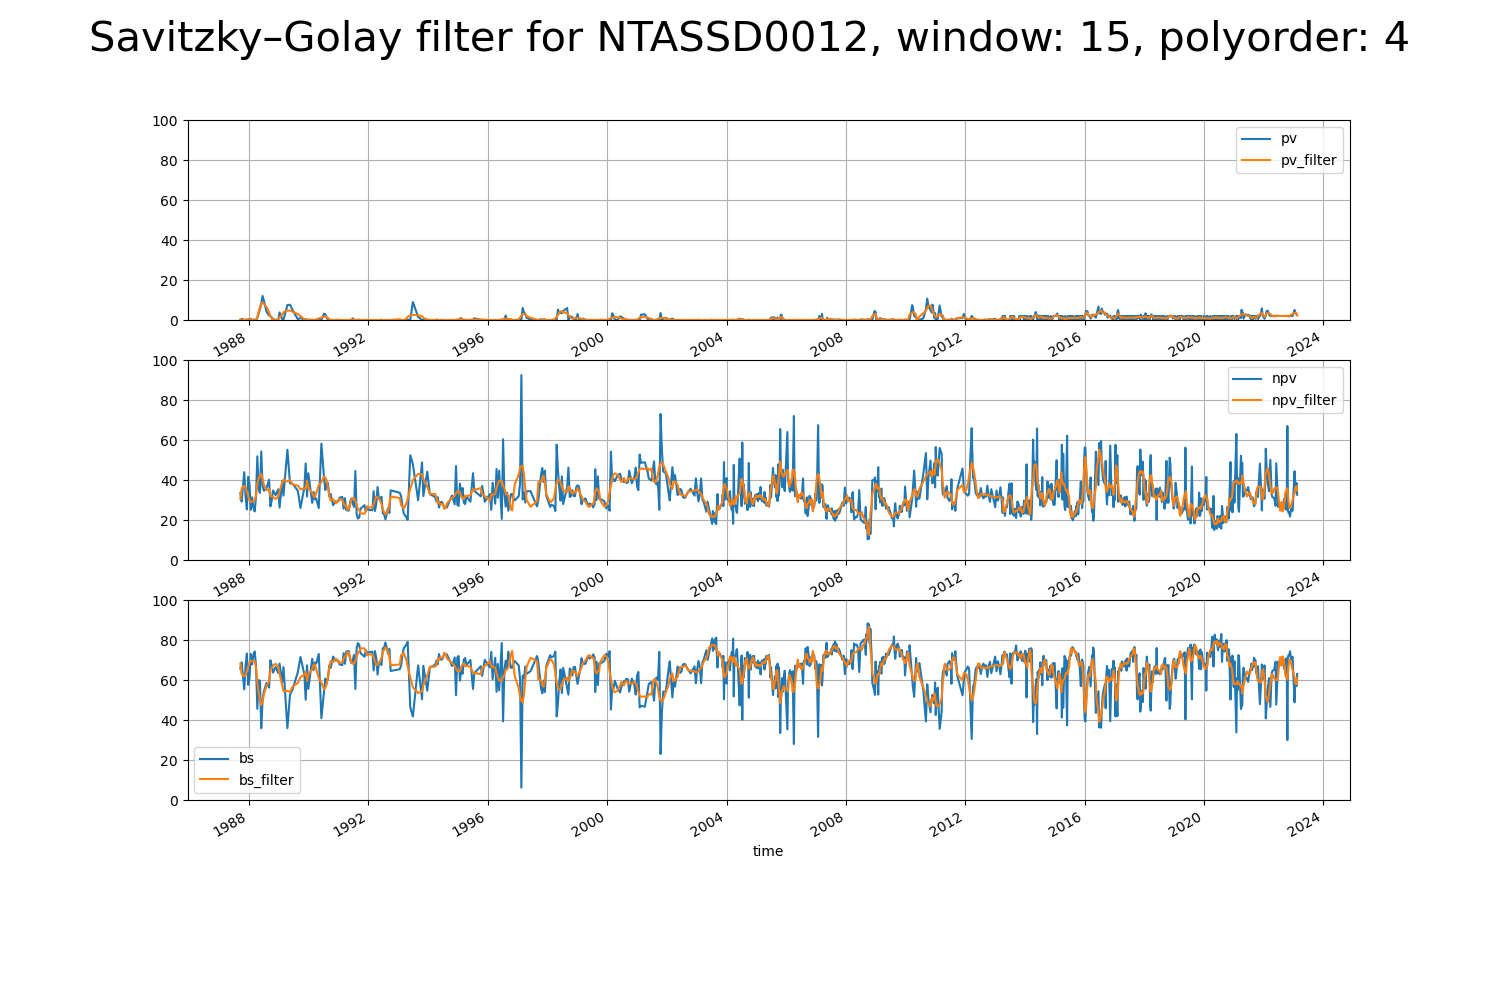 Savitzky–Golay filter for NTASSD0012, window: 15, polyorder: 4
100
80
60
40
20
0
pv
pv_filter
1988 1992 1996 2000 2004 2008 2012 2016 2020 2024
100
80
60
40
20
0
npv
npv_filter
1988 1992 1996 2000 2004 2008 2012 2016 2020 2024
100
80
60
40
20
0
bs
bs_filter
1988 1992 1996 2000 2004 2008 2012 2016 2020 2024
time